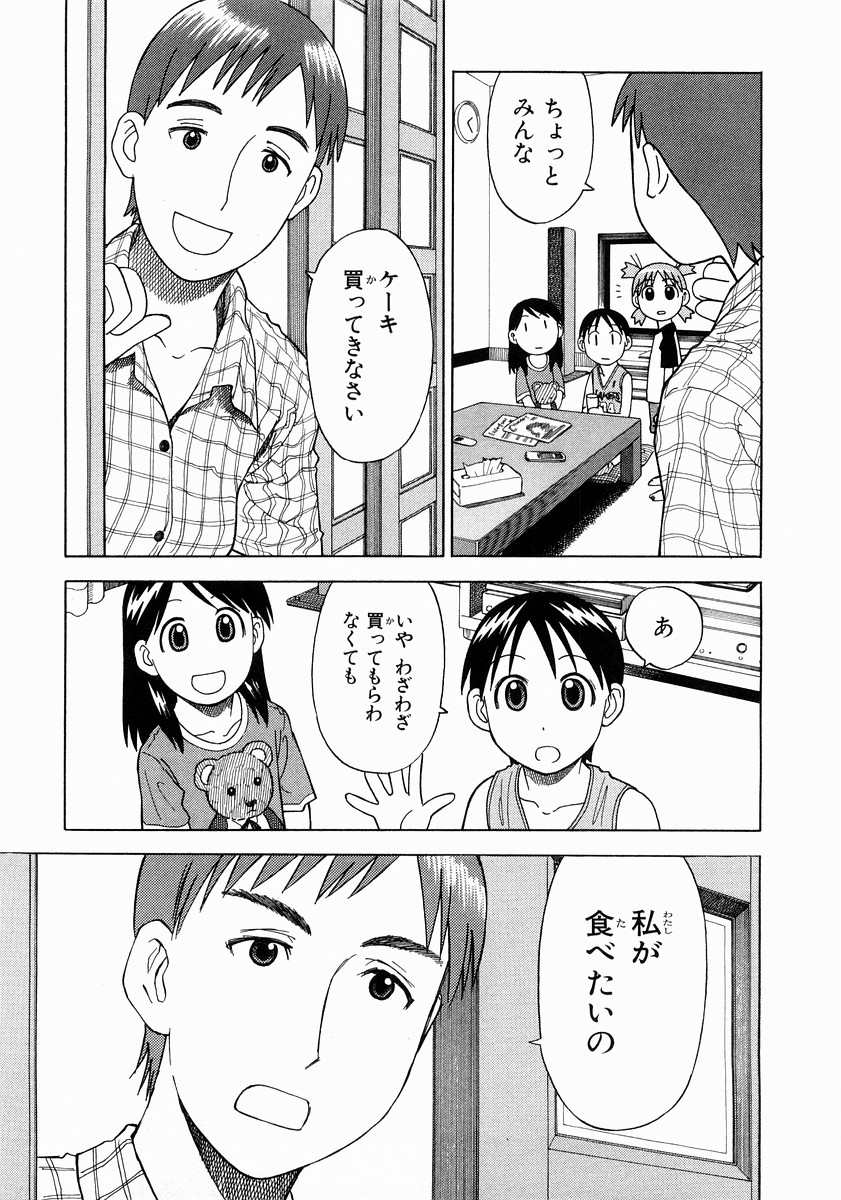 ちょっと
みんな
ケーキ
買ってきなさい
あ
いや わざわざ
買ってもらわ
なくても
私が
食べたいの